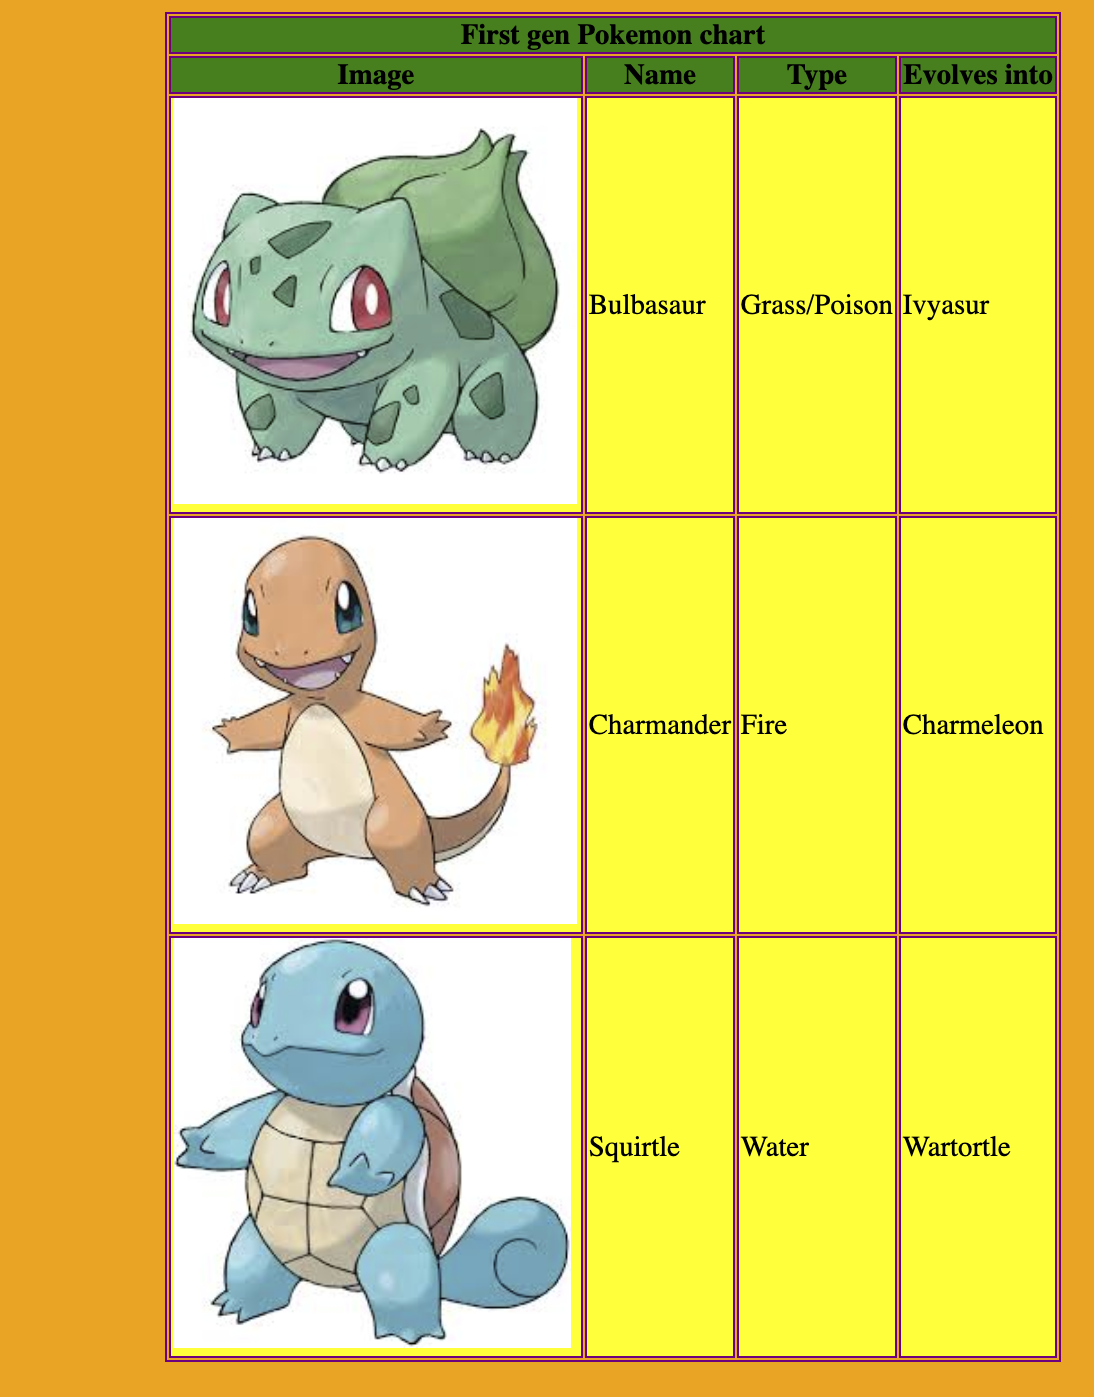 First gen Pokemon chart
Image Name Type Evolves into
Bulbasaur Grass/Poison Ivyasur
Charmander Fire Charmeleon
Squirtle Water Wartortle